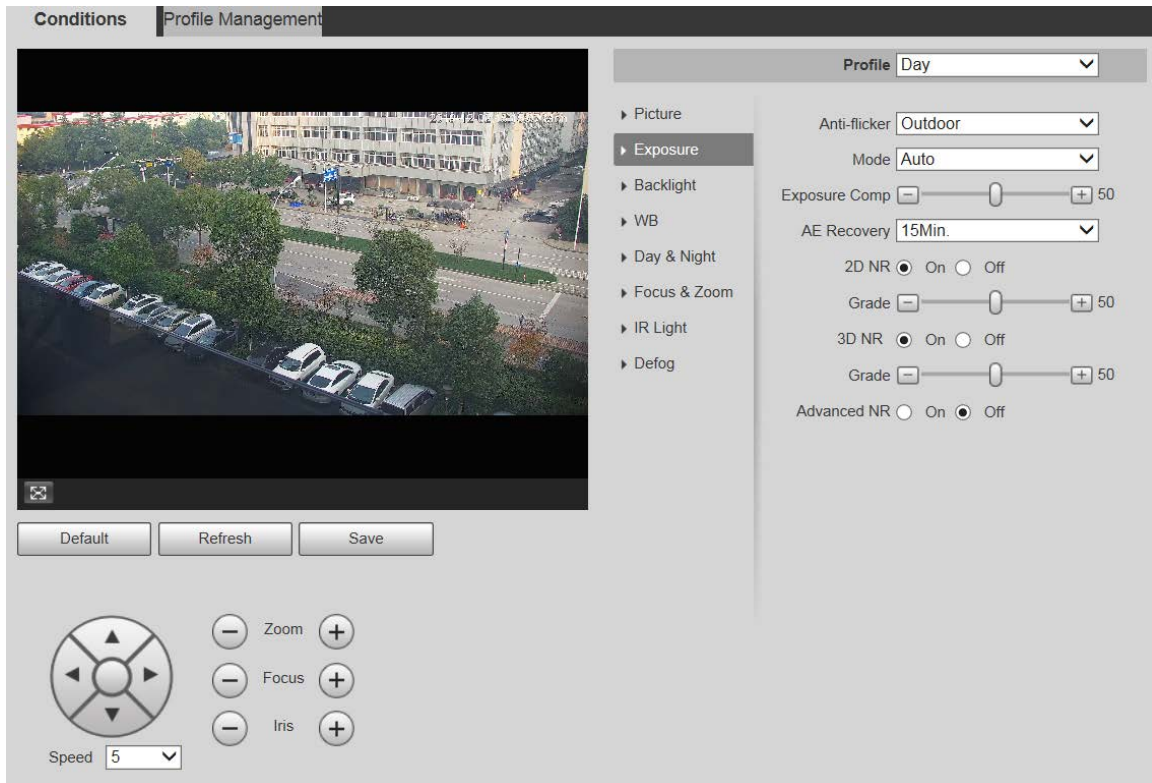 Conditions
Profile Management
Profile Day
Picture
Exposure
Backlight
WB
Day & Night
Focus & Zoom
IR Light
Defog
Anti-flicker Outdoor
Mode Auto
Exposure Comp 50
AE Recovery 15Min.
2D NR On Off
Grade 50
3D NR On Off
Grade 50
Advanced NR On Off
Default Refresh Save
Zoom
Focus
Iris
Speed 5